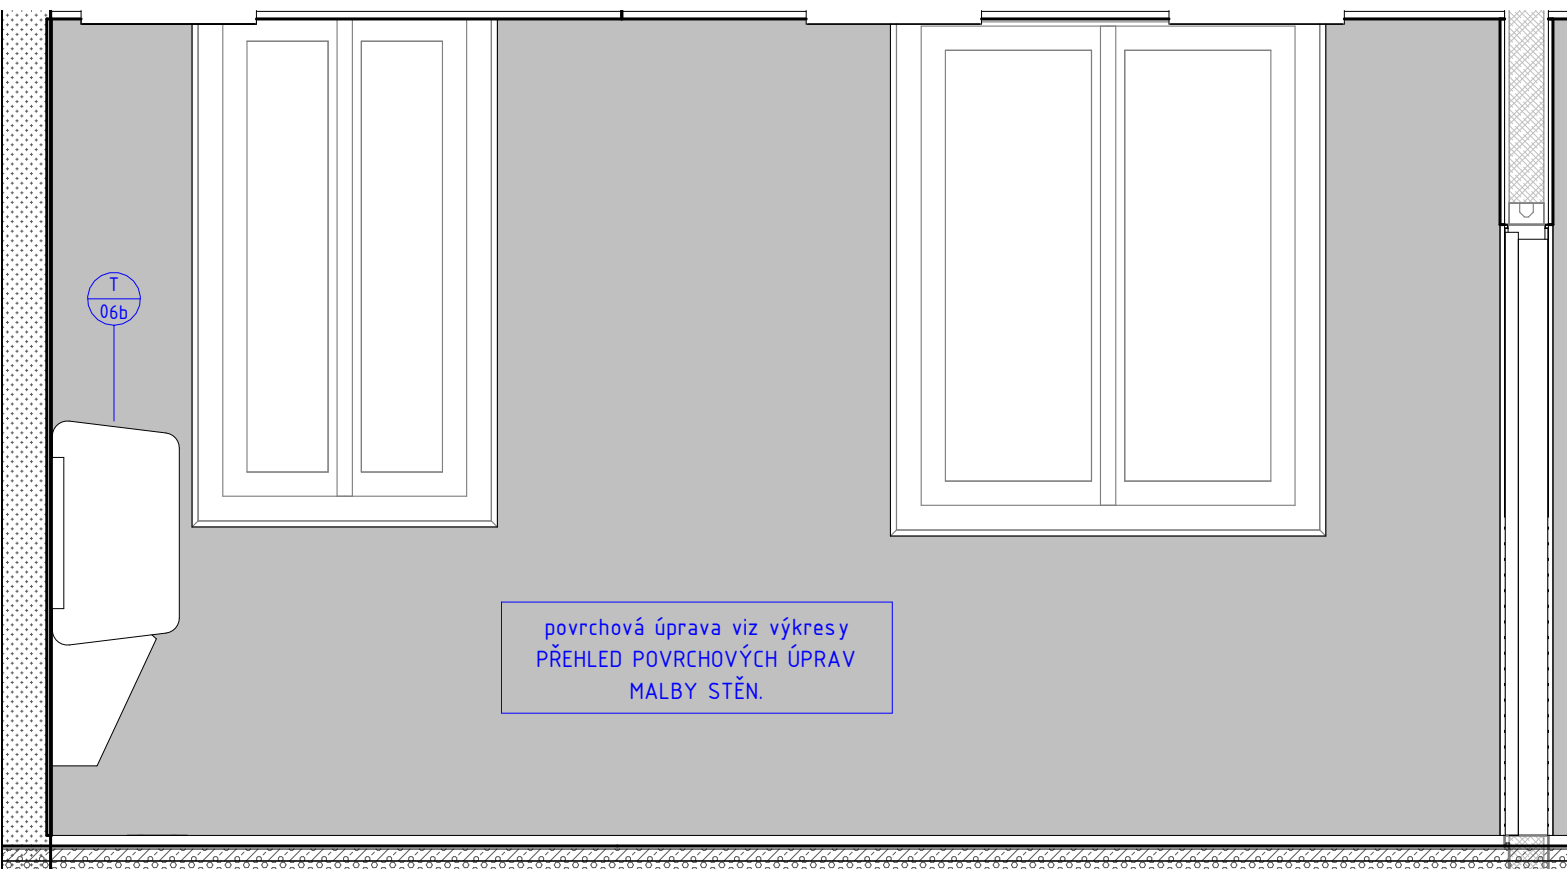 T
06b
povrchová úprava viz výkresy
PŘEHLED POVRCHOVÝCH ÚPRAV
MALBY STĚN.